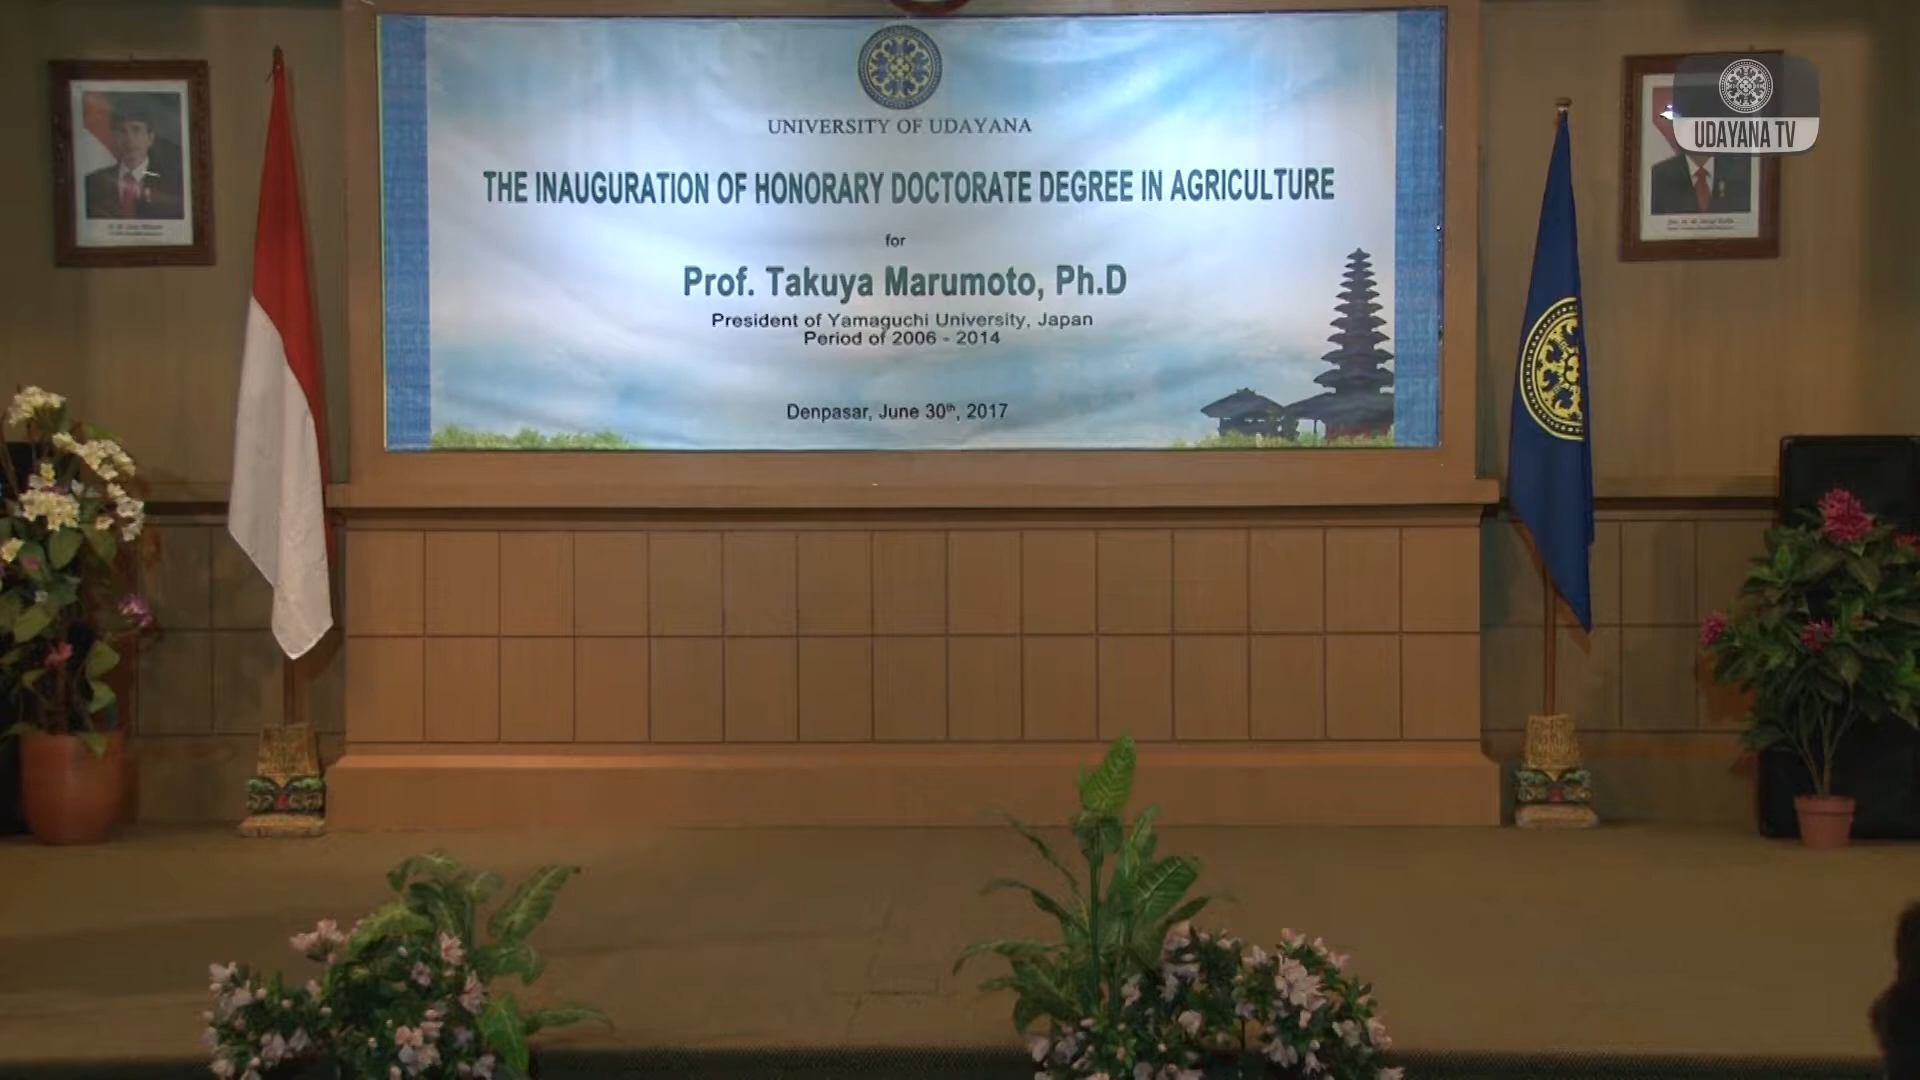 UNIVERSITY OF UDAYANA
THE INAUGURATION OF HONORARY DOCTORATE DEGREE IN AGRICULTURE
for
Prof. Takuya Marumoto, Ph.D
President of Yamaguchi University, Japan
Period of 2006 - 2014
Denpasar, June 30th, 2017
UDAYANA TV